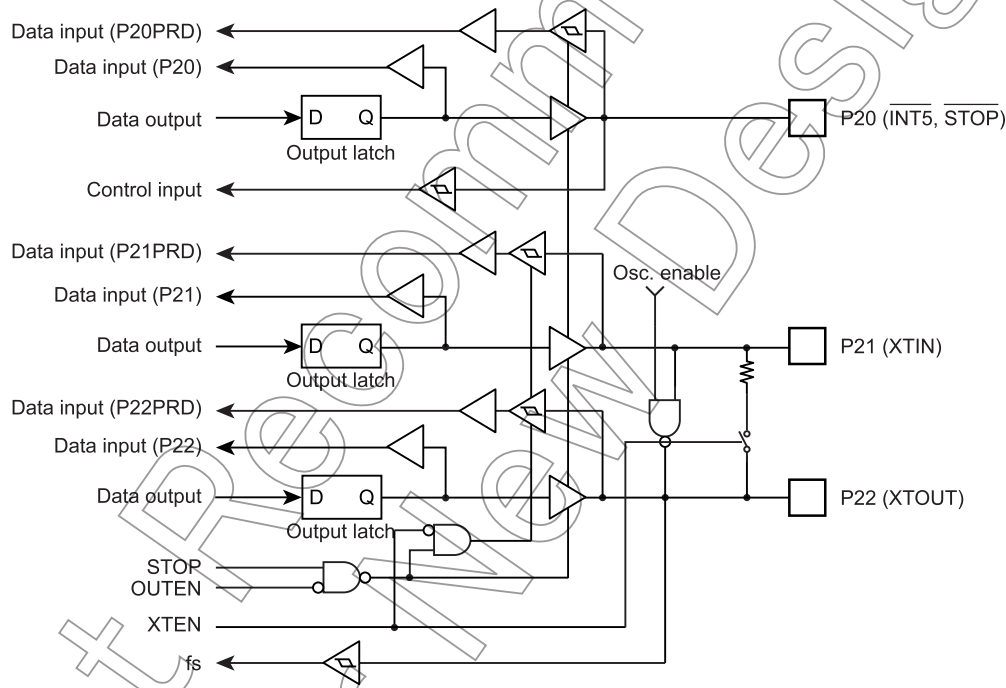 Data input (P20PRD)
Data input (P20)
Data output
D Q
Output latch
P20 (INT5, STOP)
Control input
Data input (P21PRD)
Osc. enable
Data input (P21)
Data output
D Q
Output latch
P21 (XTIN)
Data input (P22PRD)
Data input (P22)
Data output
D Q
Output latch
P22 (XTOUT)
STOP
OUTEN
XTEN
fs